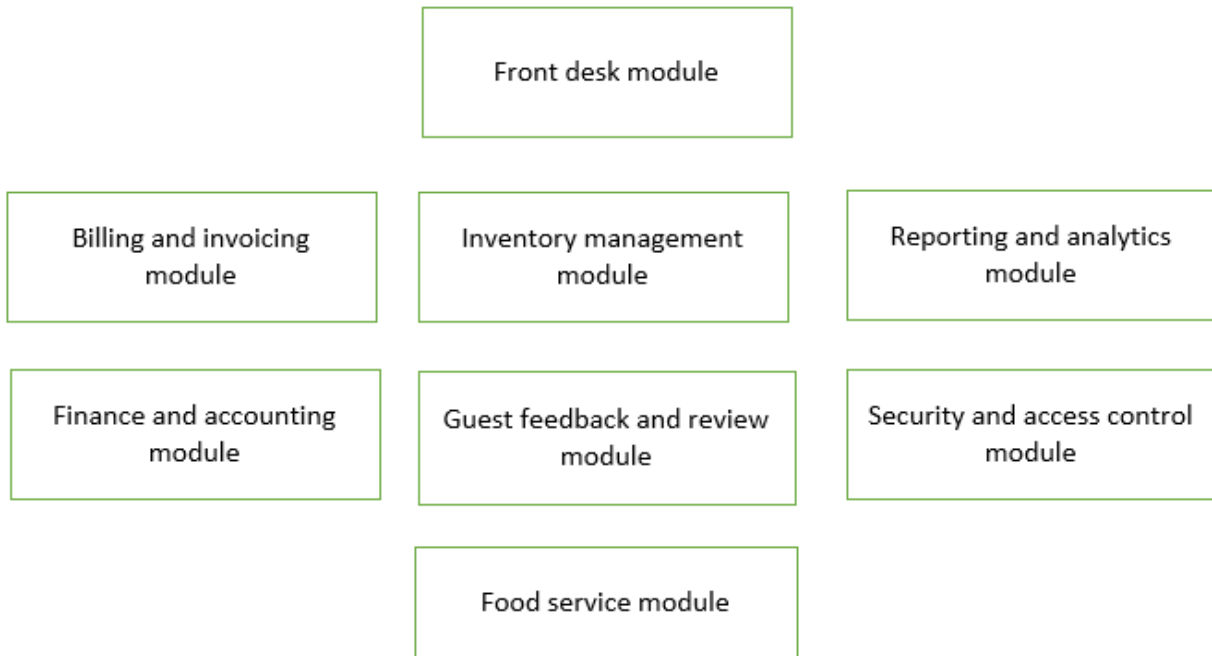 Front desk module
Billing and invoicing
module
Inventory management
module
Reporting and analytics
module
Finance and accounting
module
Guest feedback and review
module
Security and access control
module
Food service module